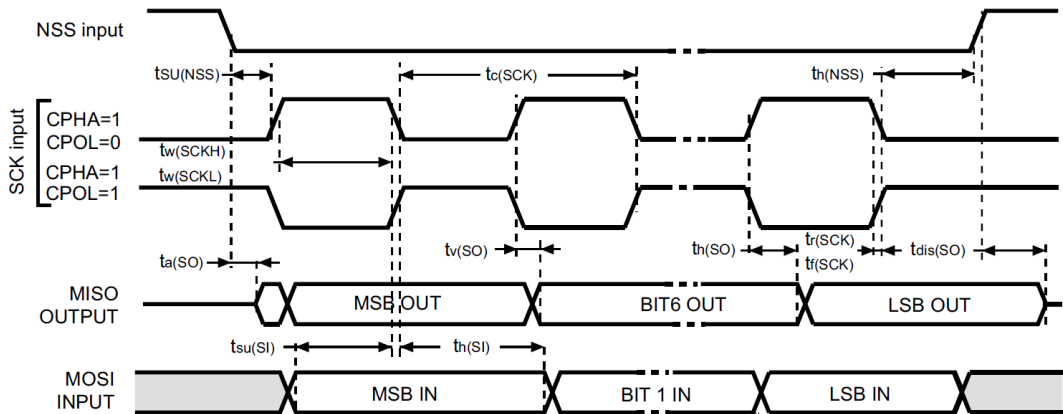 NSS input
tSU(NSS)
tc(SCK)
th(NSS)
SCK input
CPHA=1
CPOL=0
tw(SCKH)
CPHA=1
tw(SCKL)
CPOL=1
ta(SO)
tv(SO)
th(SO)
tr(SCK)
tf(SCK)
tdis(SO)
MISO
OUTPUT
MSB OUT
BIT6 OUT
LSB OUT
tsu(SI)
th(SI)
MOSI
INPUT
MSB IN
BIT 1 IN
LSB IN